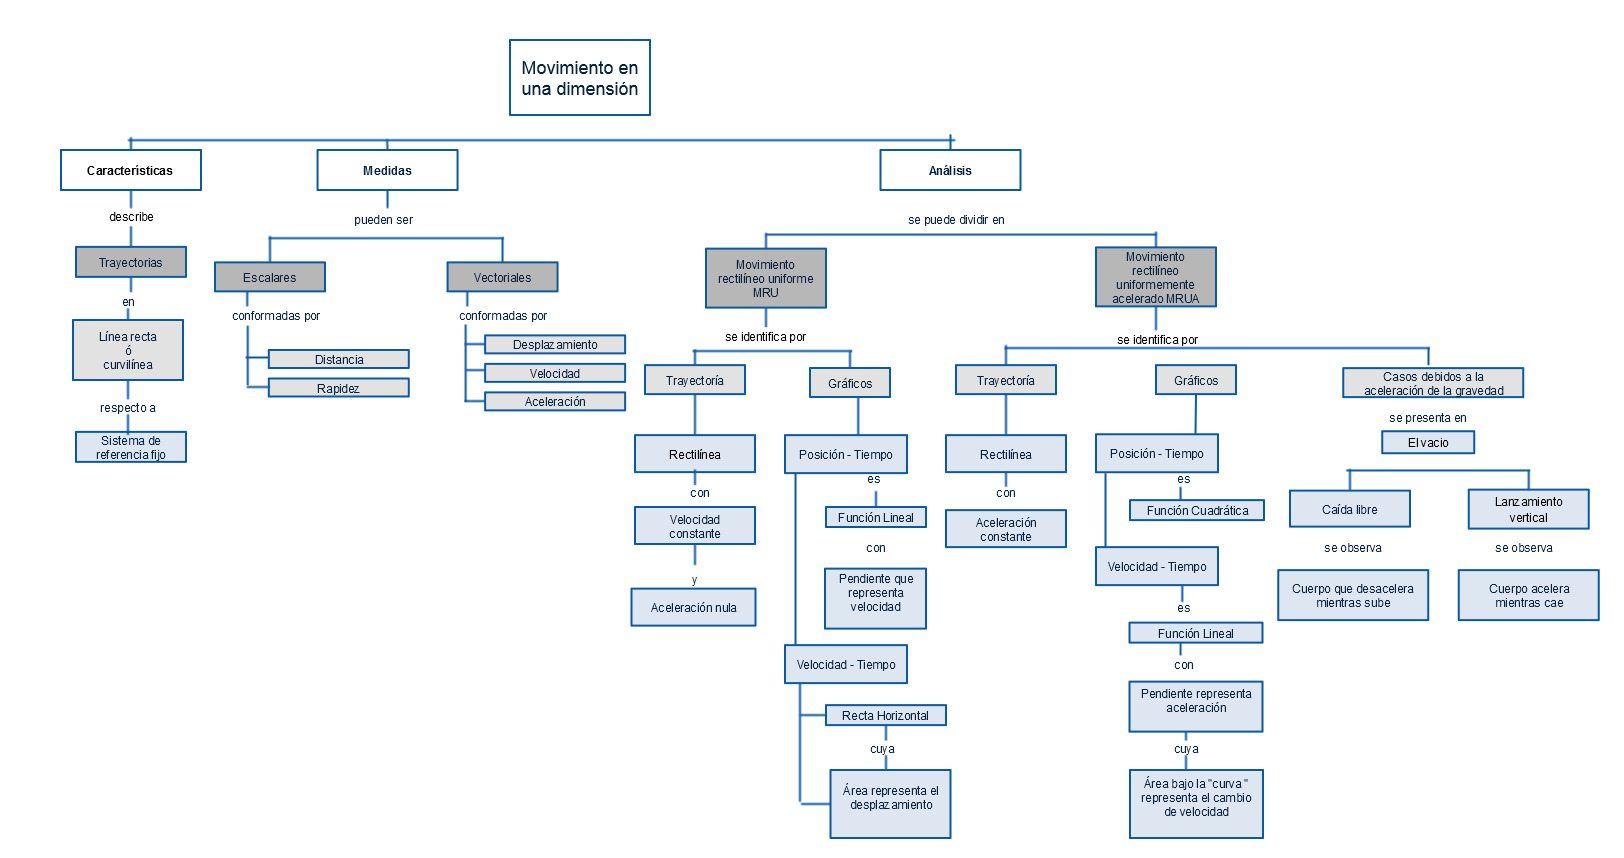 Movimiento en
una dimensión
Características
Medidas
Análisis
describe
pueden ser
se puede dividir en
Trayectorias
Escalares
Vectoriales
Movimiento
rectilíneo uniforme
MRU
Movimiento
rectilíneo
uniformemente
acelerado MRUA
en
conformadas por
conformadas por
se identifica por
se identifica por
Línea recta
ó
curvilínea
Distancia
Rapidez
Desplazamiento
Velocidad
Aceleración
Trayectoría
Gráficos
Trayectoría
Gráficos
Casos debidos a la
aceleración de la gravedad
respecto a
Sistema de
referencia fijo
se presenta en
El vacio
Rectilínea
Posición - Tiempo
Rectilínea
Posición - Tiempo
con
es
con
es
Velocidad
constante
Función Lineal
Aceleración
constante
Función Cuadrática
Caída libre
Lanzamiento
vertical
y
con
se observa
se observa
Aceleración nula
Pendiente que
representa
velocidad
Velocidad - Tiempo
Cuerpo que desacelera
mientras sube
Cuerpo acelera
mientras cae
es
Función Lineal
Velocidad - Tiempo
con
Recta Horizontal
Pendiente representa
aceleración
cuya
cuya
Área representa el
desplazamiento
Área bajo la "curva "
representa el cambio
de velocidad